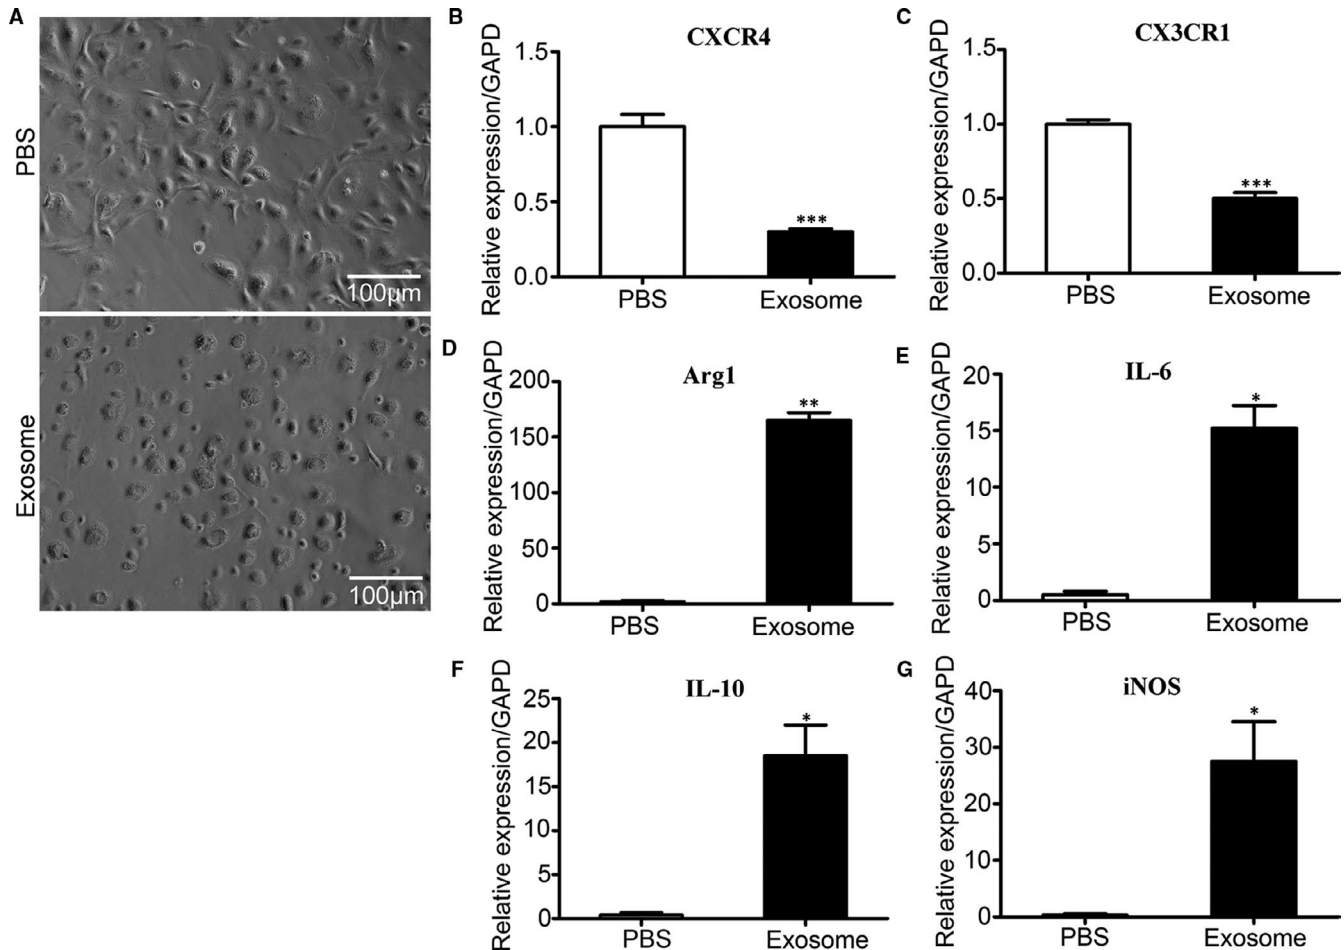 A
PBS
100μm
Exosome
100μm
B
CXCR4
Relative expression/GAPD
1.5
1.0
0.5
0.0
***
PBS
Exosome
C
CX3CR1
Relative expression/GAPD
1.5
1.0
0.5
0.0
***
PBS
Exosome
D
Arg1
Relative expression/GAPD
200
150
100
50
0
**
PBS
Exosome
E
IL-6
Relative expression/GAPD
20
15
10
5
0
*
PBS
Exosome
F
IL-10
Relative expression/GAPD
25
20
15
10
5
0
*
PBS
Exosome
G
iNOS
Relative expression/GAPD
40
30
20
10
0
*
PBS
Exosome